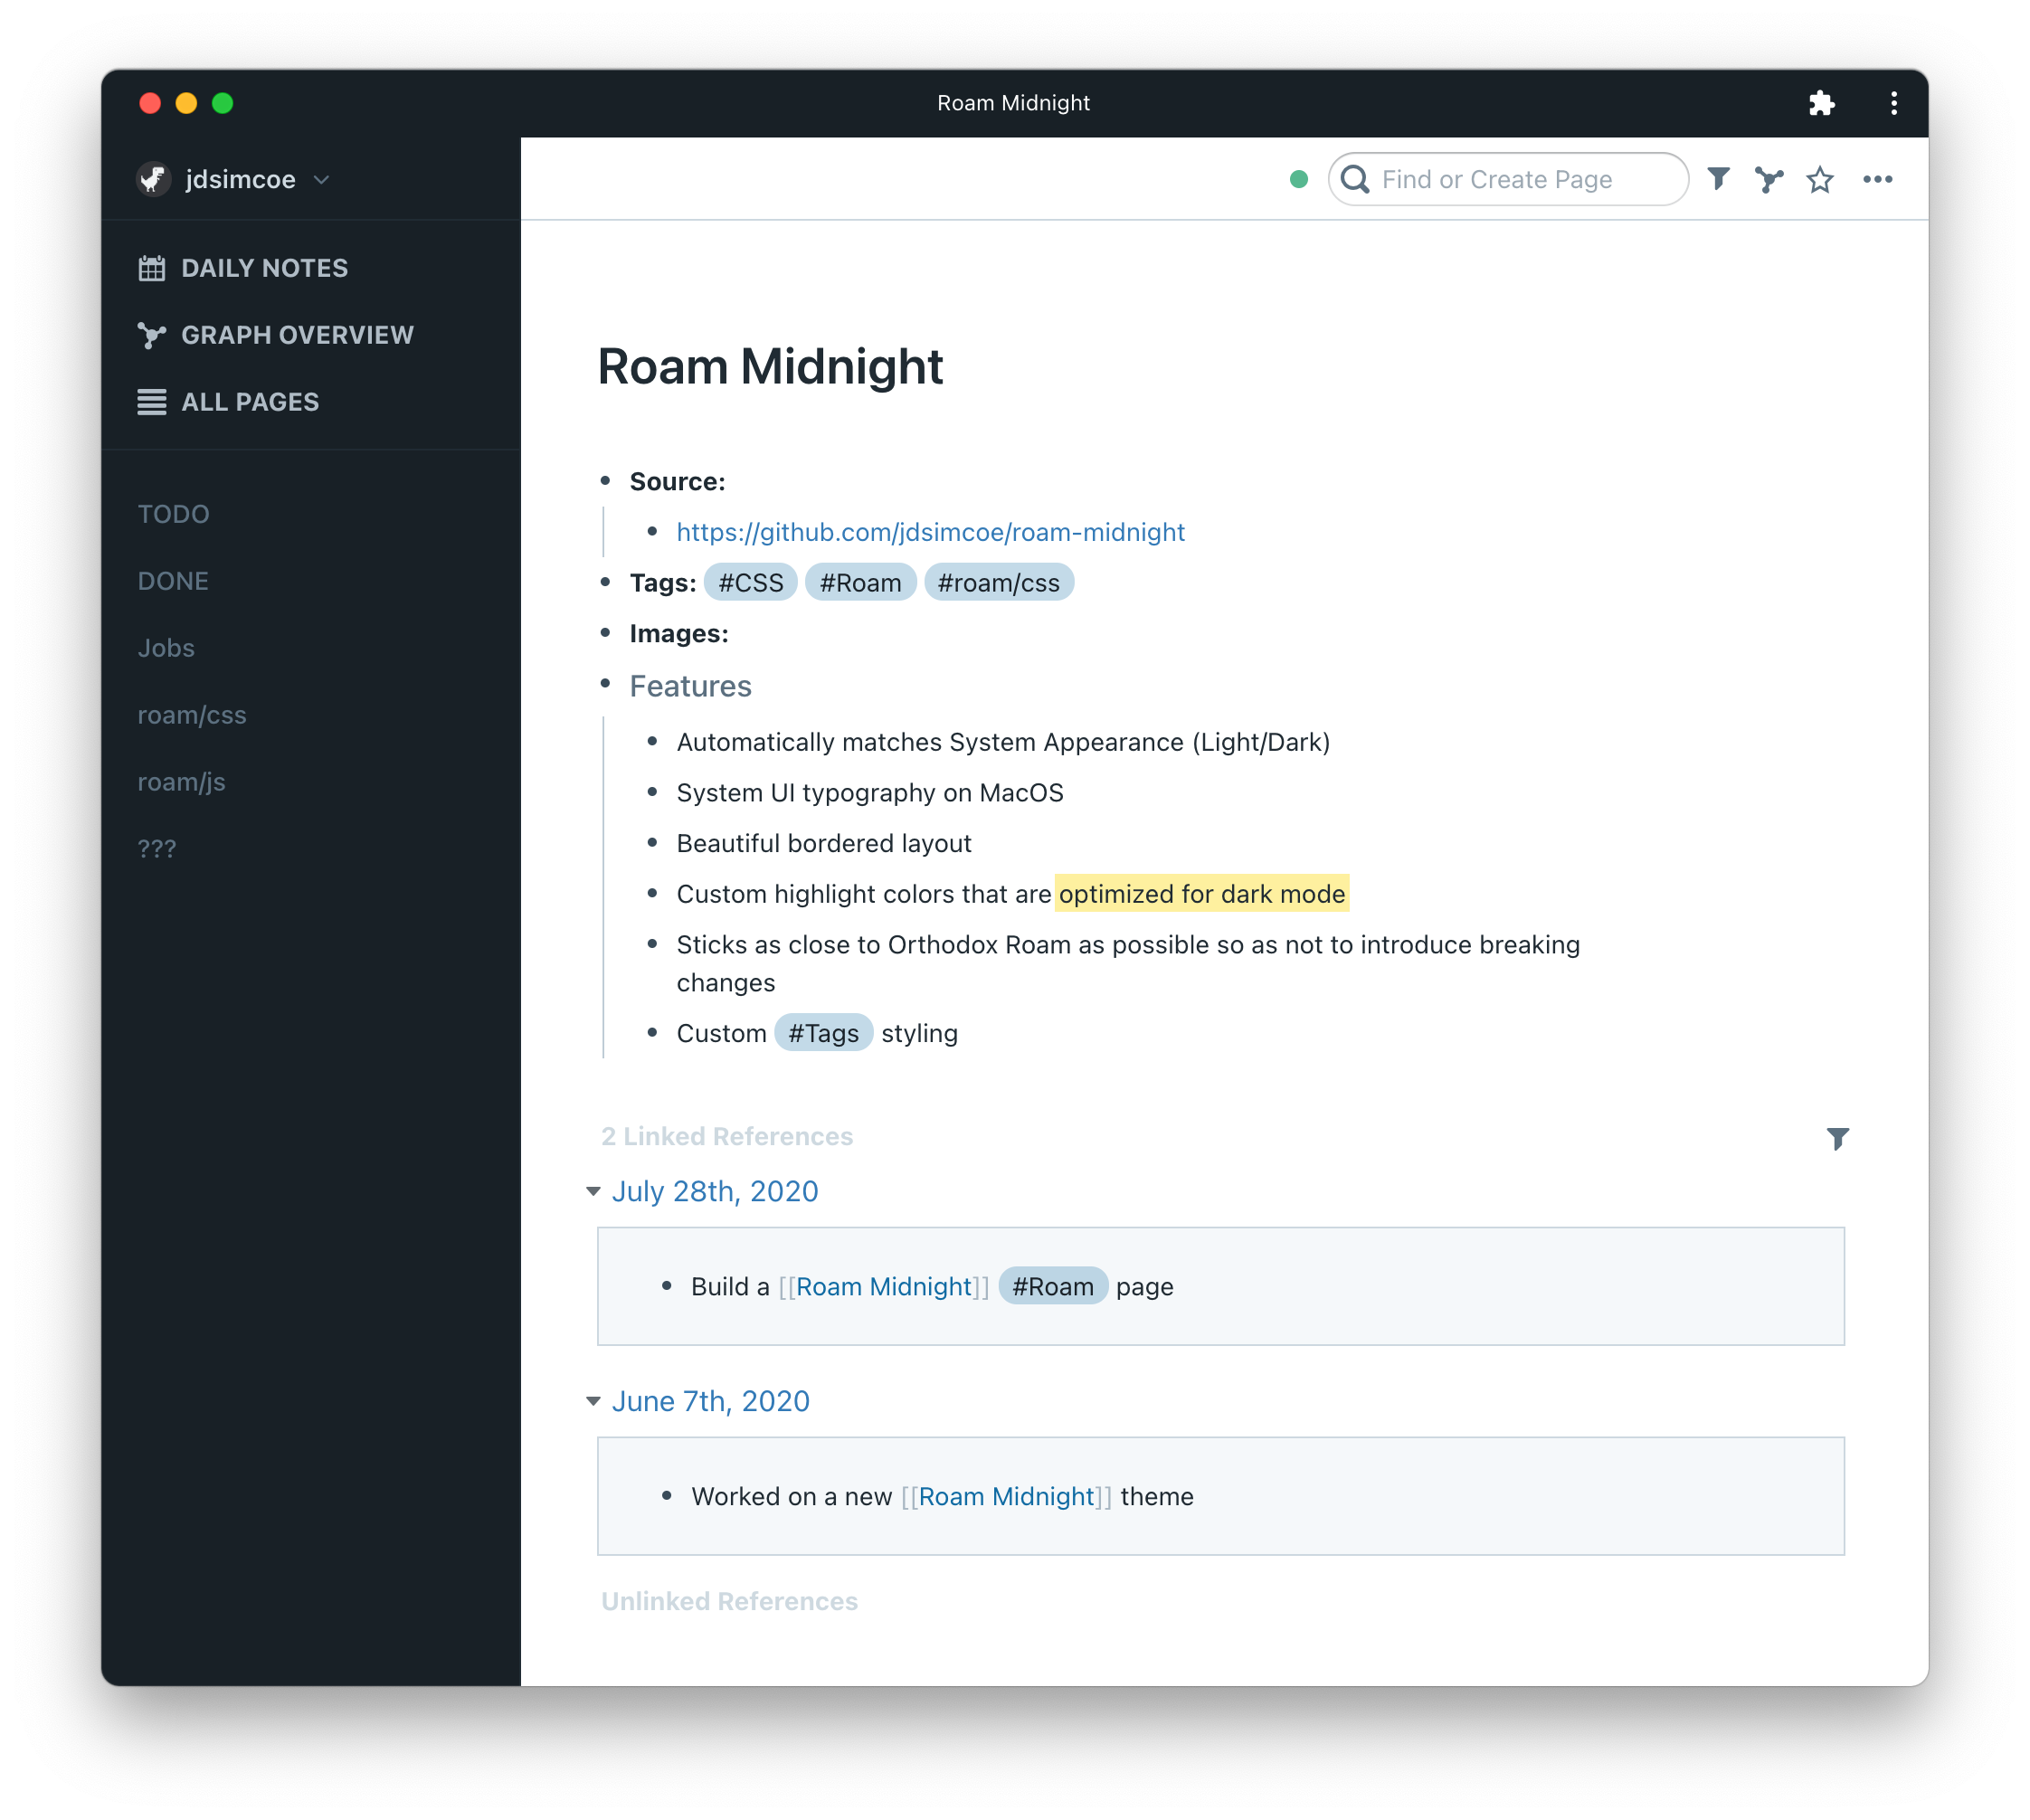 Roam Midnight
jdsimcoe
DAILY NOTES
GRAPH OVERVIEW
ALL PAGES
TODO
DONE
Jobs
roam/css
roam/js
???
Find or Create Page
Roam Midnight
Source:
https://github.com/jdsimcoe/roam-midnight
Tags: #CSS #Roam #roam/css
Images:
Features
Automatically matches System Appearance (Light/Dark)
System UI typography on MacOS
Beautiful bordered layout
Custom highlight colors that are optimized for dark mode
Sticks as close to Orthodox Roam as possible so as not to introduce breaking
changes
Custom #Tags styling
2 Linked References
July 28th, 2020
Build a [[Roam Midnight]] #Roam page
June 7th, 2020
Worked on a new [[Roam Midnight]] theme
Unlinked References